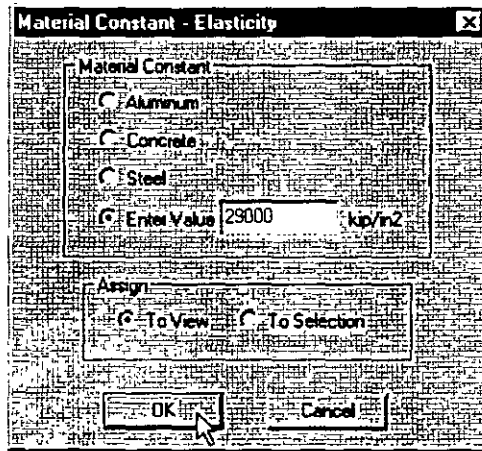 Material Constant - Elasticity
Material Constant
Aluminum
Concrete
Steel
Enter Value 29000 kip/in2
Assign
To View To Selection
OK Cancel